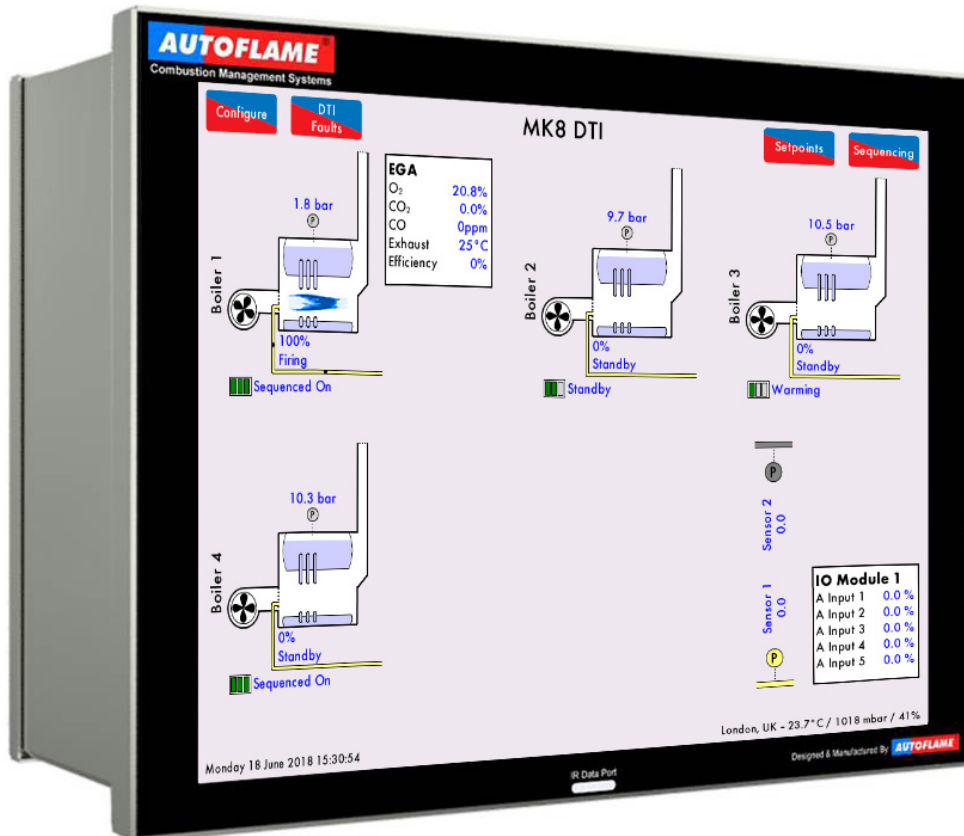 AUTOFLAME®
Combustion Management Systems
Configure
DTI
Faults
MK8 DTI
Setpoints
Sequencing
Boiler 1
1.8 bar
P
100%
Firing
Sequenced On
EGA
O₂ 20.8%
CO₂ 0.0%
CO 0ppm
Exhaust 25°C
Efficiency 0%
Boiler 2
9.7 bar
P
0%
Standby
Standby
Boiler 3
10.5 bar
P
0%
Standby
Warming
Boiler 4
10.3 bar
P
0%
Standby
Sequenced On
P
Sensor 2
0.0
Sensor 1
0.0
P
IO Module 1
A Input 1 0.0 %
A Input 2 0.0 %
A Input 3 0.0 %
A Input 4 0.0 %
A Input 5 0.0 %
London, UK - 23.7°C / 1018 mbar / 41%
Monday 18 June 2018 15:30:54
IR Data Port
Designed & Manufactured By AUTOFLAME